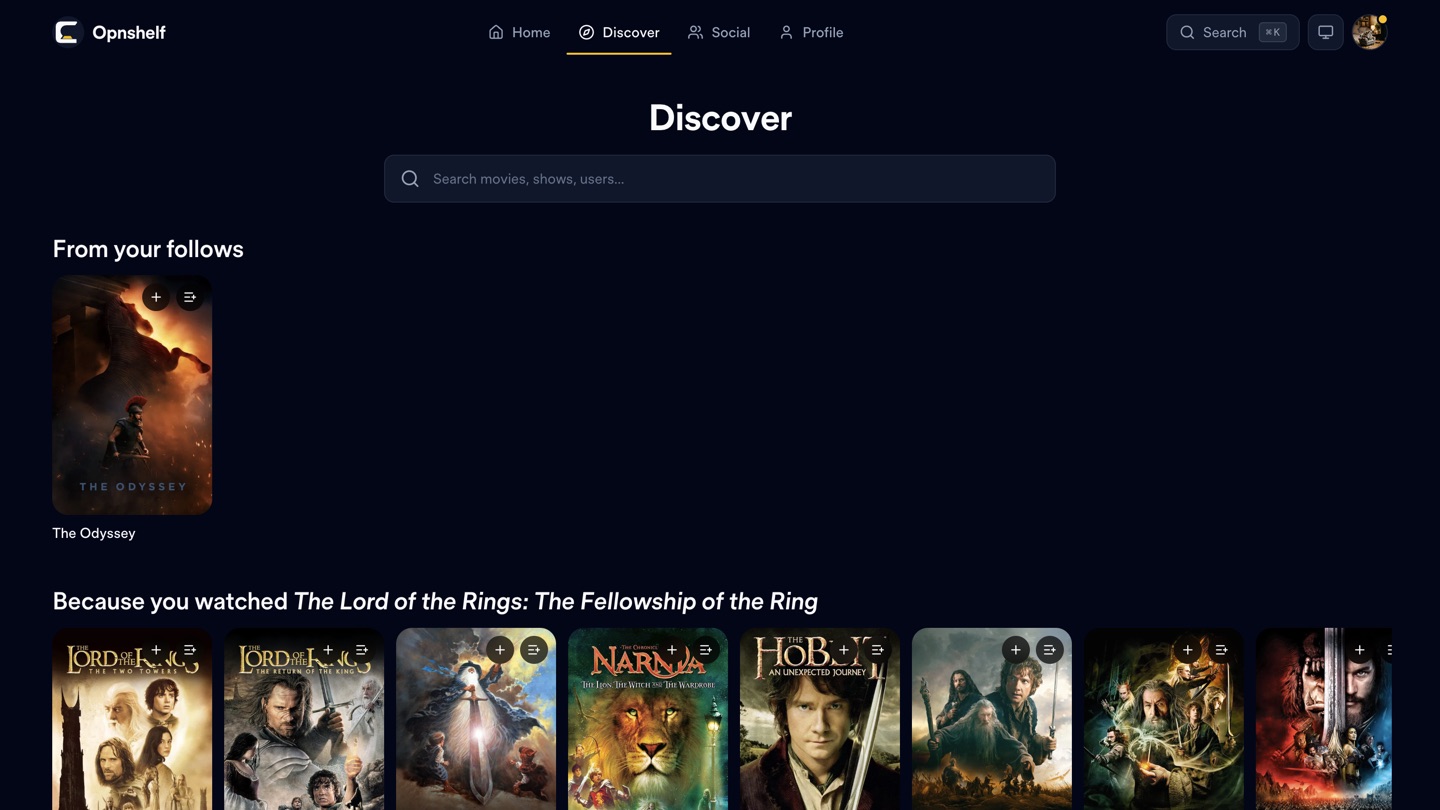 Opnshelf
Home
Discover
Social
Profile
Search
⌘K
Discover
Search movies, shows, users...
From your follows
THE ODYSSEY
The Odyssey
Because you watched The Lord of the Rings: The Fellowship of the Ring
THE LORD OF THE RINGS
THE TWO TOWERS
THE LORD OF THE RINGS
THE RETURN OF THE KING
THE CHRONICLES
NARNIA
THE LION, THE WITCH AND THE WARDROBE
THE HOBBIT
AN UNEXPECTED JOURNEY